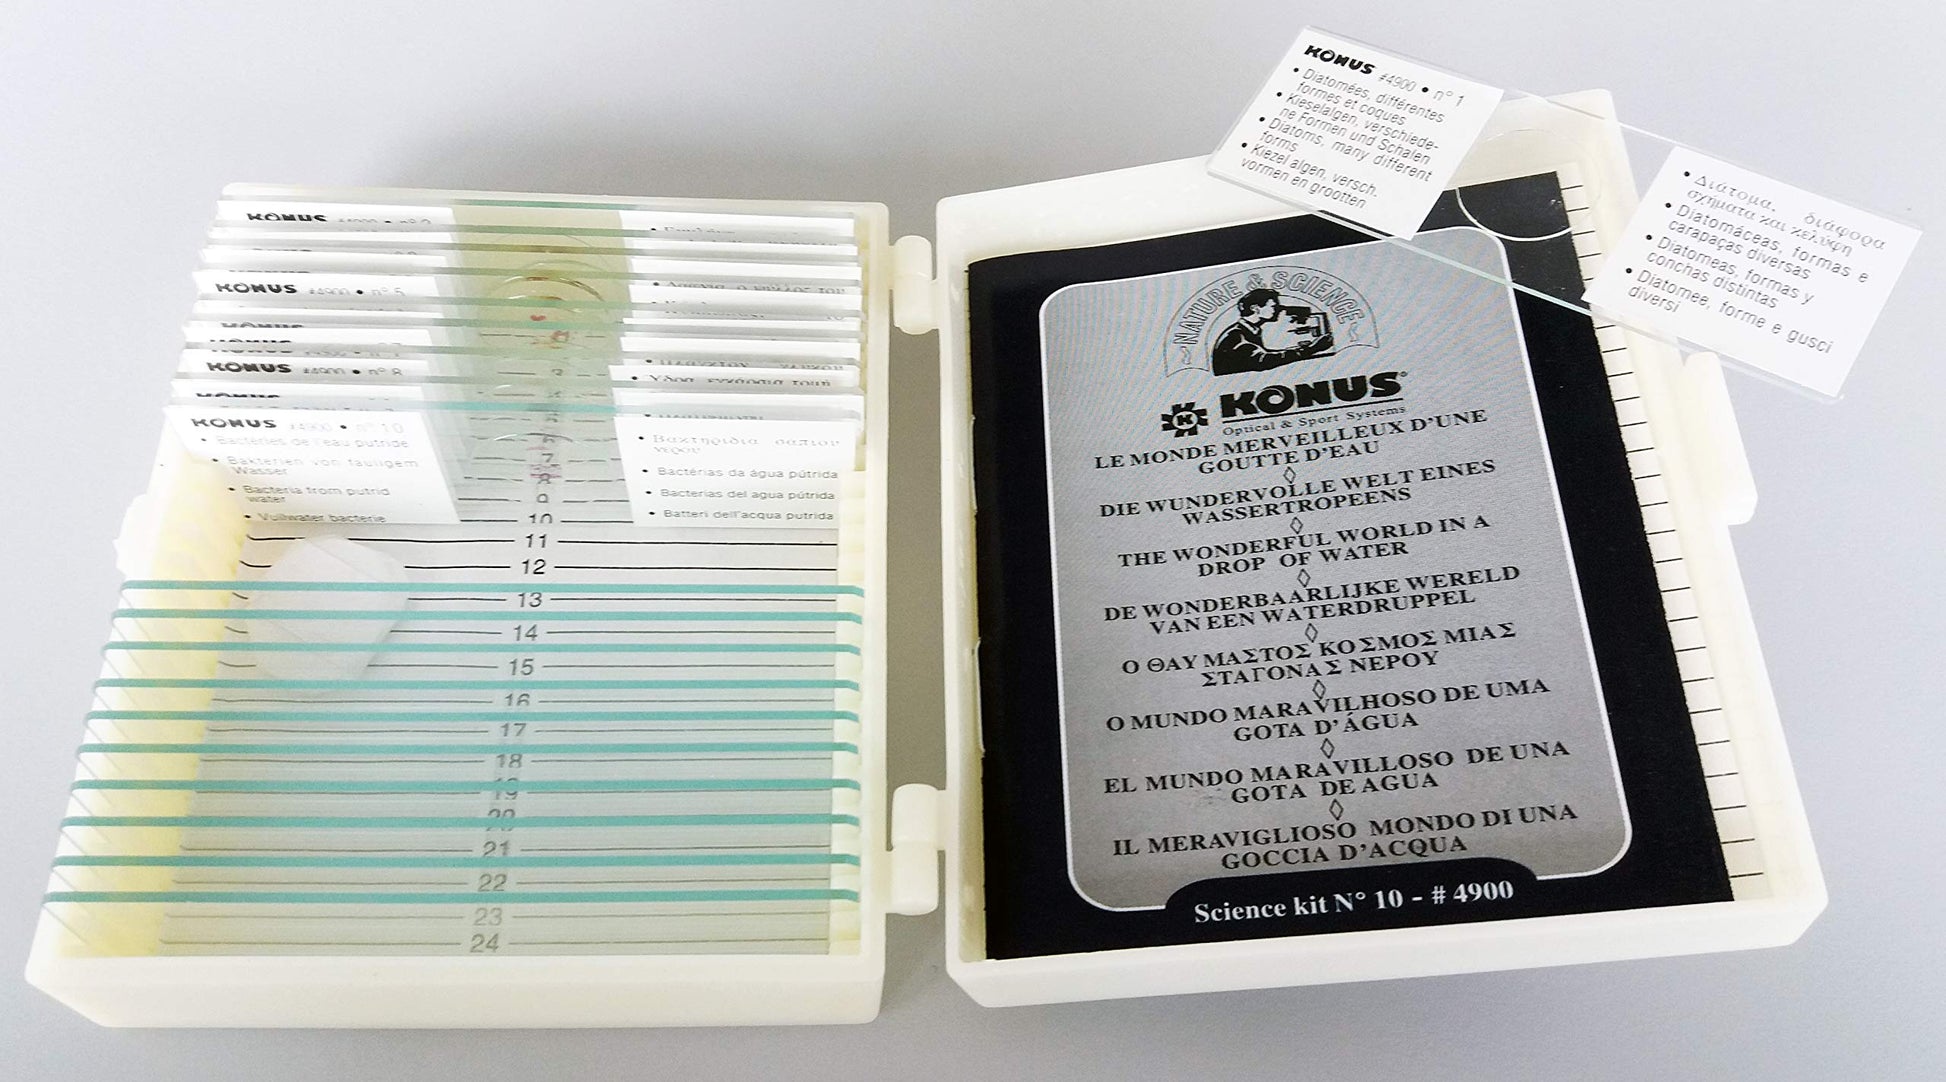 KONUS #4900 • n° 1
• Diatomées, différentes
formes et coques
• Kieselalgen, verschiede-
ne Formen und Schalen
• Diatoms, many different
forms
• Kiezel algen, versch.
vormen en grootten
• Διάτομα, διάφορα
σχήματα και κελύφη
• Diatomáceas, formas e
carapaças diversas
• Diatomeas, formas y
conchas distintas
• Diatomee, forme e gusci
diversi
KONUS #4900 • n°
KONUS #4900 • n° 5
KONUS #4900 • n° 8
KONUS #4900 • n° 10
• Bactéries de l'eau putride
• Bakterien von fauligem
Wasser
• Bacteria from putrid
water
• Vuilwater bacterie
• Βακτηρίδια σάπιου
νερού
• Bactérias da água pútrida
• Bacterias del agua pútrida
• Batteri dell'acqua putrida
7
8
9
10
11
12
13
14
15
16
17
18
19
20
21
22
23
24
NATURE & SCIENCE
K KONUS®
Optical & Sport Systems
LE MONDE MERVEILLEUX D'UNE
GOUTTE D'EAU
DIE WUNDERVOLLE WELT EINES
WASSERTROPEENS
THE WONDERFUL WORLD IN A
DROP OF WATER
DE WONDERBAARLIJKE WERELD
VAN EEN WATERDRUPPEL
Ο ΘΑΥ ΜΑΣΤΟΣ ΚΟ ΣΜΟΣ ΜΙΑΣ
ΣΤΑΓΟΝΑ Σ ΝΕΡΟΥ
O MUNDO MARAVILHOSO DE UMA
GOTA D'ÁGUA
EL MUNDO MARAVILLOSO DE UNA
GOTA DE AGUA
IL MERAVIGLIOSO MONDO DI UNA
GOCCIA D'ACQUA
Science kit N° 10 - # 4900